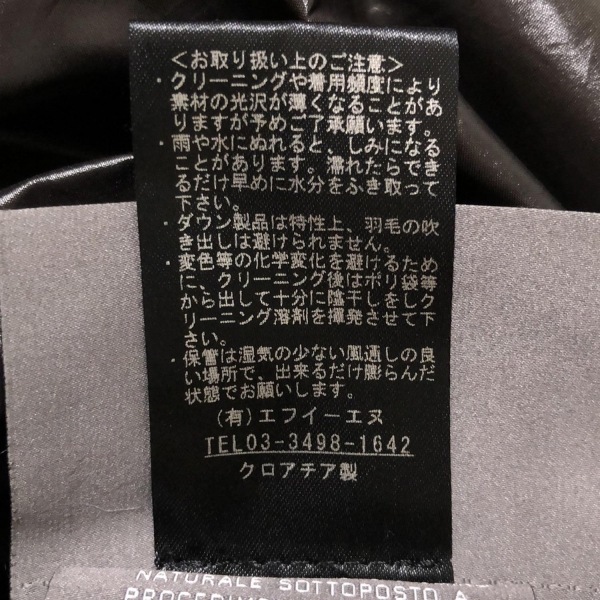 ＜お取り扱い上のご注意＞
・クリーニングや着用頻度により
素材の光沢が薄くなることがあ
りますが予めご了承願います。
・雨や水にぬれると、しみになる
ことがあります。濡れたらでき
るだけ早めに水分をふき取って
下さい。
・ダウン製品は特性上、羽毛の吹
き出しは避けられません。
・変色等の化学変化を避けるため
に、クリーニング後はポリ袋等
から出して十分に陰干しをしク
リーニング溶剤を揮発させて下
さい。
・保管は湿気の少ない風通しの良
い場所で、出来るだけ膨らんだ
状態でお願いします。
(有)エフイーエヌ
TEL03-3498-1642
クロアチア製
NATURALE SOTTOPOSTO A